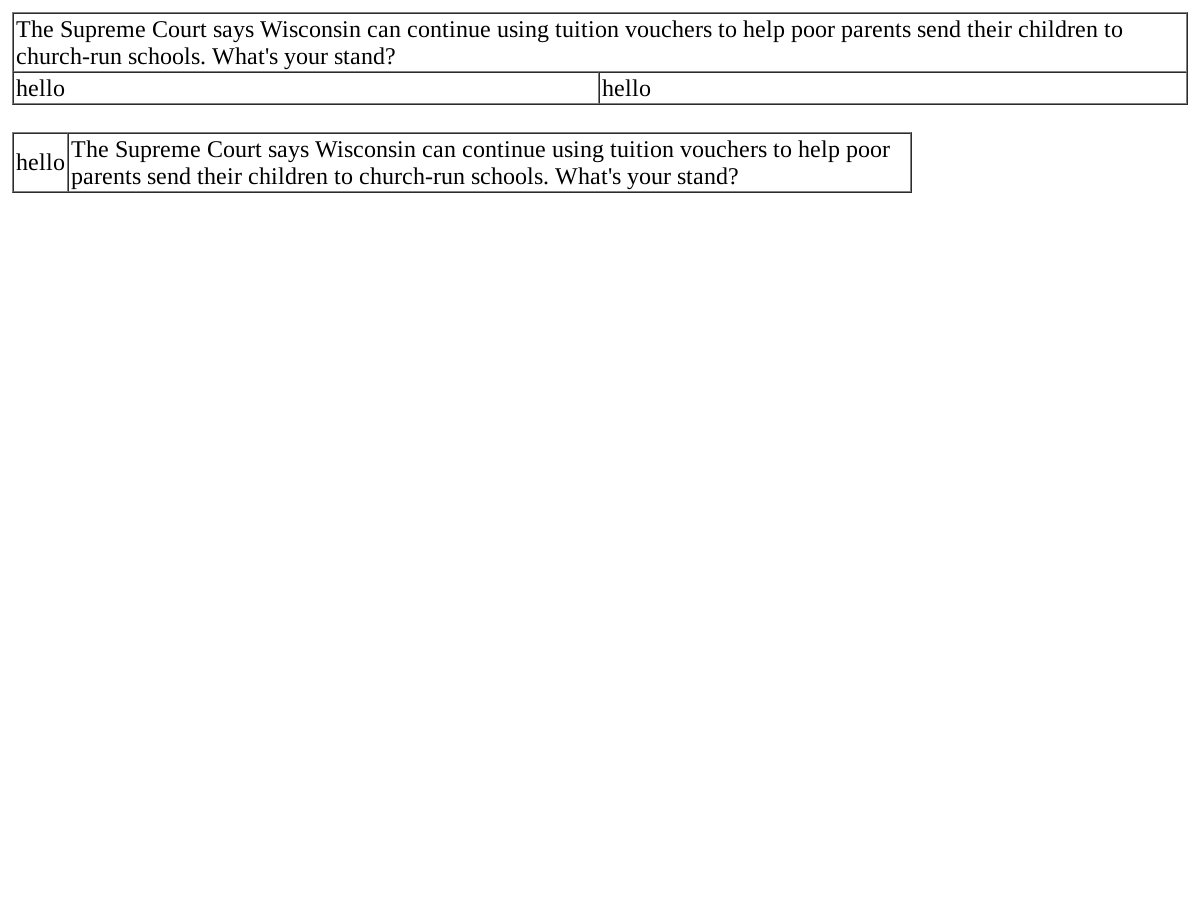 The Supreme Court says Wisconsin can continue using tuition vouchers to help poor parents send their children to
church-run schools. What's your stand?
hello hello
hello
The Supreme Court says Wisconsin can continue using tuition vouchers to help poor
parents send their children to church-run schools. What's your stand?